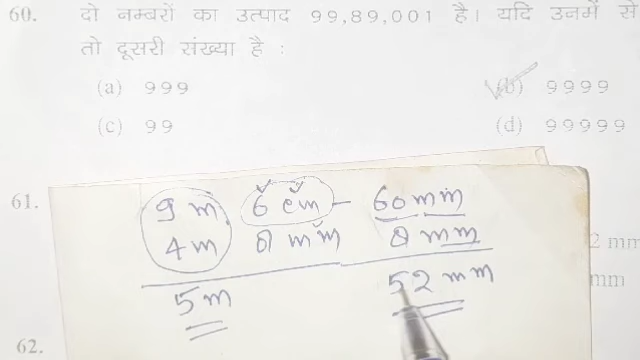 60. दो नम्बरों का उत्पाद 99,89,001 है। यदि उनमें से
तो दूसरी संख्या है :
(a) 999 (b) 9999
(c) 99 (d) 99999
61.
9 m 6 cm - 60 mm
4 m 8 mm 8 mm
2 mm
5 m 52 mm
mm
62.